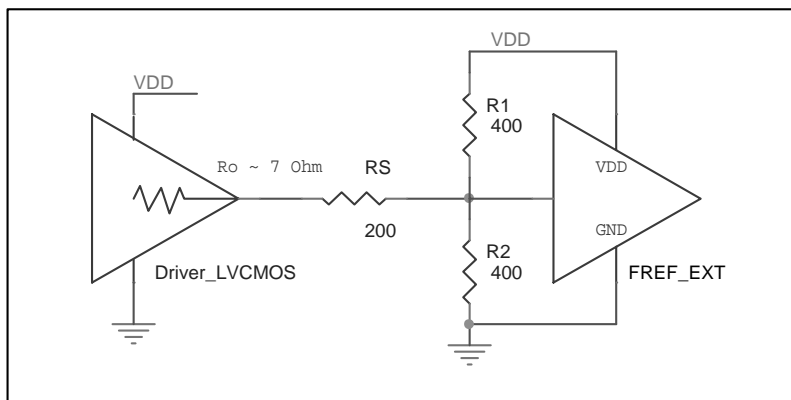 VDD
VDD
R1
400
Ro ~ 7 Ohm
RS
VDD
200
GND
R2
400
Driver_LVCMOS
FREF_EXT